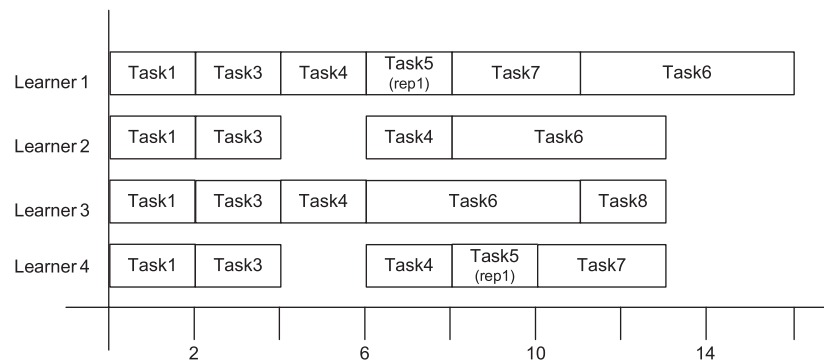 Learner 1 Task1 Task3 Task4 Task5 (rep1) Task7 Task6
Learner 2 Task1 Task3 Task4 Task6
Learner 3 Task1 Task3 Task4 Task6 Task8
Learner 4 Task1 Task3 Task4 Task5 (rep1) Task7
2 6 10 14